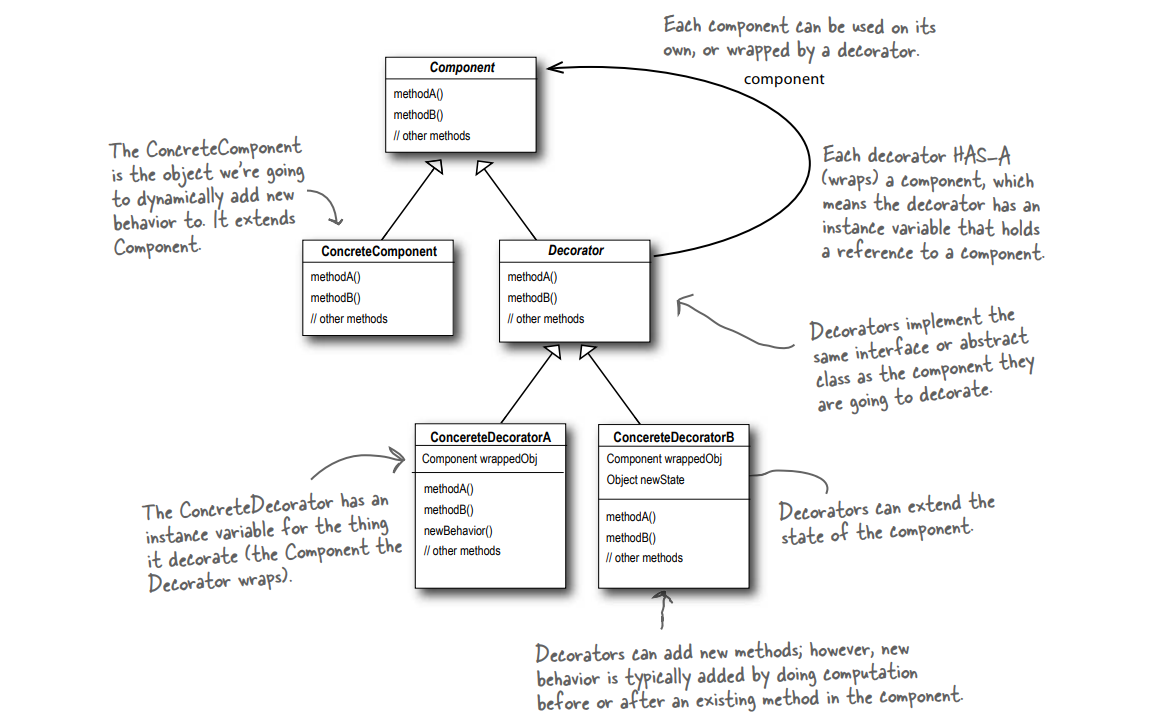 Each component can be used on its
own, or wrapped by a decorator.
component
Component
methodA()
methodB()
// other methods
The ConcreteComponent
is the object we're going
to dynamically add new
behavior to. It extends
Component.
Each decorator HAS-A
(wraps) a component, which
means the decorator has an
instance variable that holds
a reference to a component.
ConcreteComponent
methodA()
methodB()
// other methods
Decorator
methodA()
methodB()
// other methods
Decorators implement the
same interface or abstract
class as the component they
are going to decorate.
ConcereteDecoratorA
Component wrappedObj
methodA()
methodB()
newBehavior()
// other methods
ConcereteDecoratorB
Component wrappedObj
Object newState
methodA()
methodB()
// other methods
The ConcreteDecorator has an
instance variable for the thing
it decorate (the Component the
Decorator wraps).
Decorators can extend the
state of the component.
Decorators can add new methods; however, new
behavior is typically added by doing computation
before or after an existing method in the component.